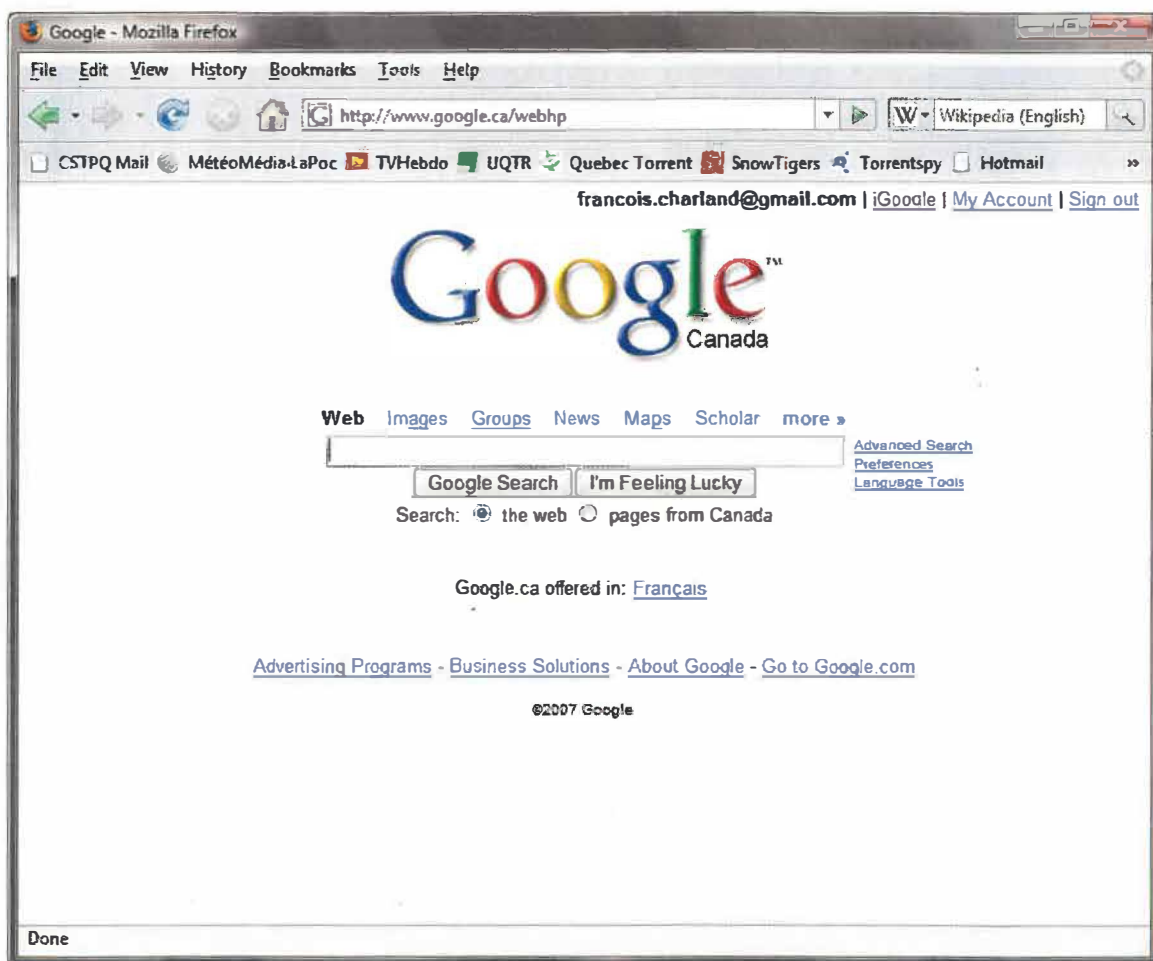 Google - Mozilla Firefox
File Edit View History Bookmarks Tools Help
http://www.google.ca/webhp W Wikipedia (English)
CSTPQ Mail MétéoMédia-LaPoc TVHebdo UQTR Quebec Torrent SnowTigers Torrentspy Hotmail »
francois.charland@gmail.com | iGoogle | My Account | Sign out
Google™
Canada
Web Images Groups News Maps Scholar more »
Advanced Search
Preferences
Language Tools
Google Search I'm Feeling Lucky
Search: the web pages from Canada
Google.ca offered in: Français
Advertising Programs - Business Solutions - About Google - Go to Google.com
©2007 Google
Done